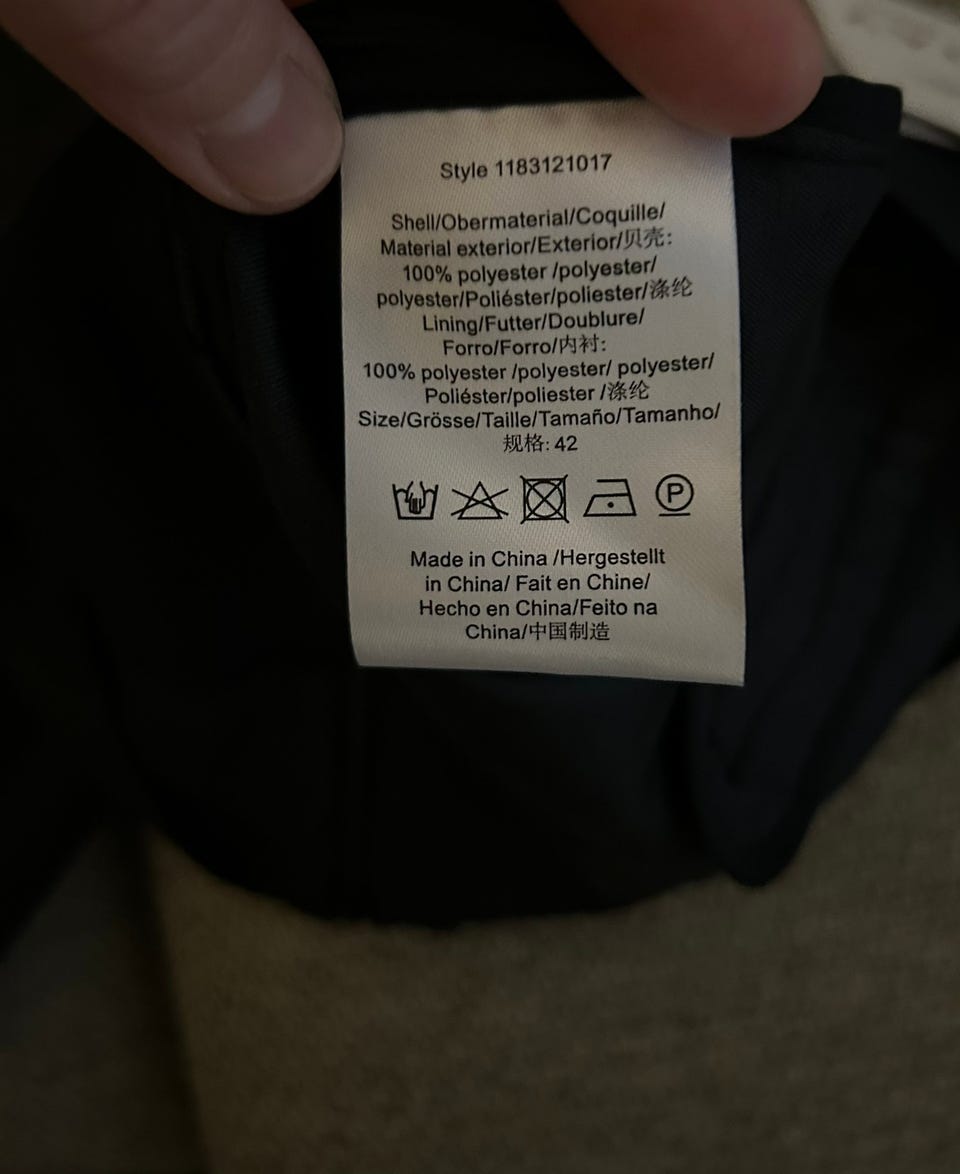 Style 1183121017
Shell/Obermaterial/Coquille/
Material exterior/Exterior/贝壳:
100% polyester /polyester/
polyester/Poliéster/poliester/涤纶
Lining/Futter/Doublure/
Forro/Forro/内衬:
100% polyester /polyester/ polyester/
Poliéster/poliester /涤纶
Size/Grösse/Taille/Tamaño/Tamanho/
规格: 42
P
Made in China /Hergestellt
in China/ Fait en Chine/
Hecho en China/Feito na
China/中国制造